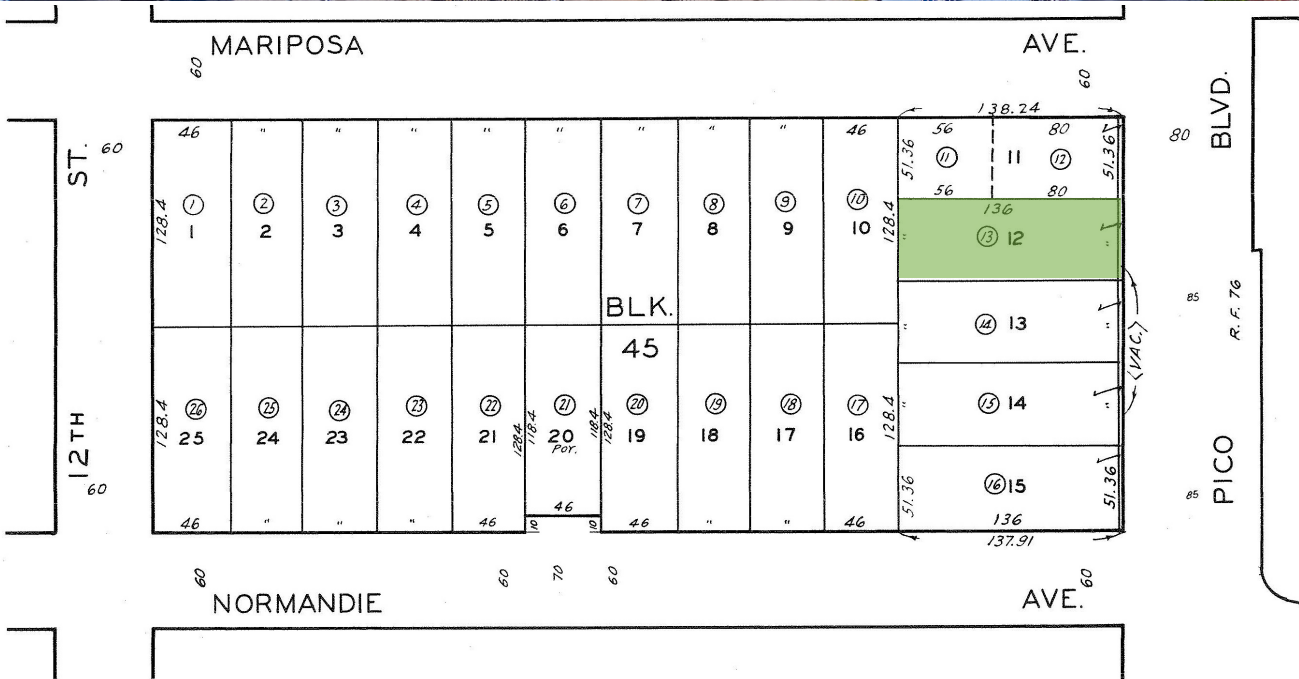 MARIPOSA AVE.
60 60
138.24
ST. 60
46 " " " " " " " " 46
56 80
80 BLVD.
51.36 11 11 12 51.36
56 80
128.4 1 2 3 4 5 6 7 8 9 10 128.4
1 2 3 4 5 6 7 8 9 10
136
" 13 12 "
BLK.
45
85 R.F. 76
" 14 13 "
<VAC.>
128.4 26 25 24 23 22 21 20 19 18 17 128.4
25 24 23 22 21 128.4 118.4 20 118.4 128.4 19 18 17 16
POR.
" 15 14 "
12TH
60
51.36 16 15 51.36
85 PICO
46 " " " 46 46 46 " " 46
10 10
136
137.91
60 60 70 60 60
NORMANDIE AVE.